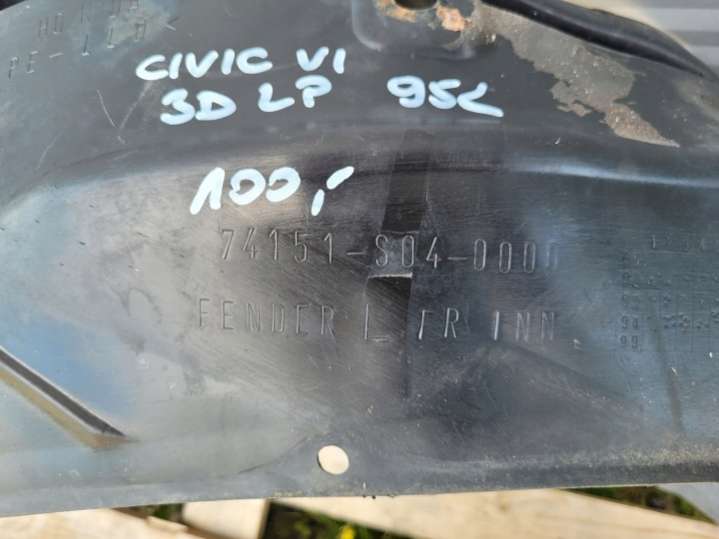 CIVIC VI
3D LP 95L
100,-
74151-S04-0000
FENDER L FR INN